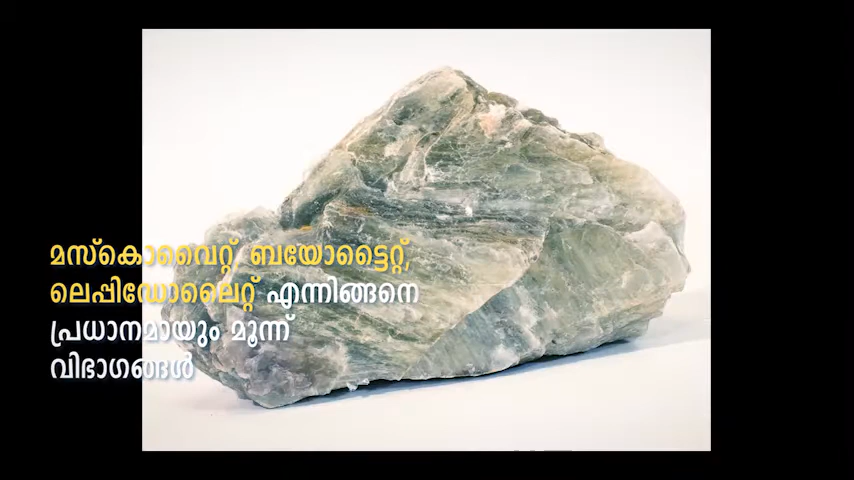 മസ്കൊവൈറ്റ്, ബയോട്ടൈറ്റ്,
ലെപ്പിഡോലൈറ്റ് എന്നിങ്ങനെ
പ്രധാനമായും മൂന്ന്
വിഭാഗങ്ങൾ